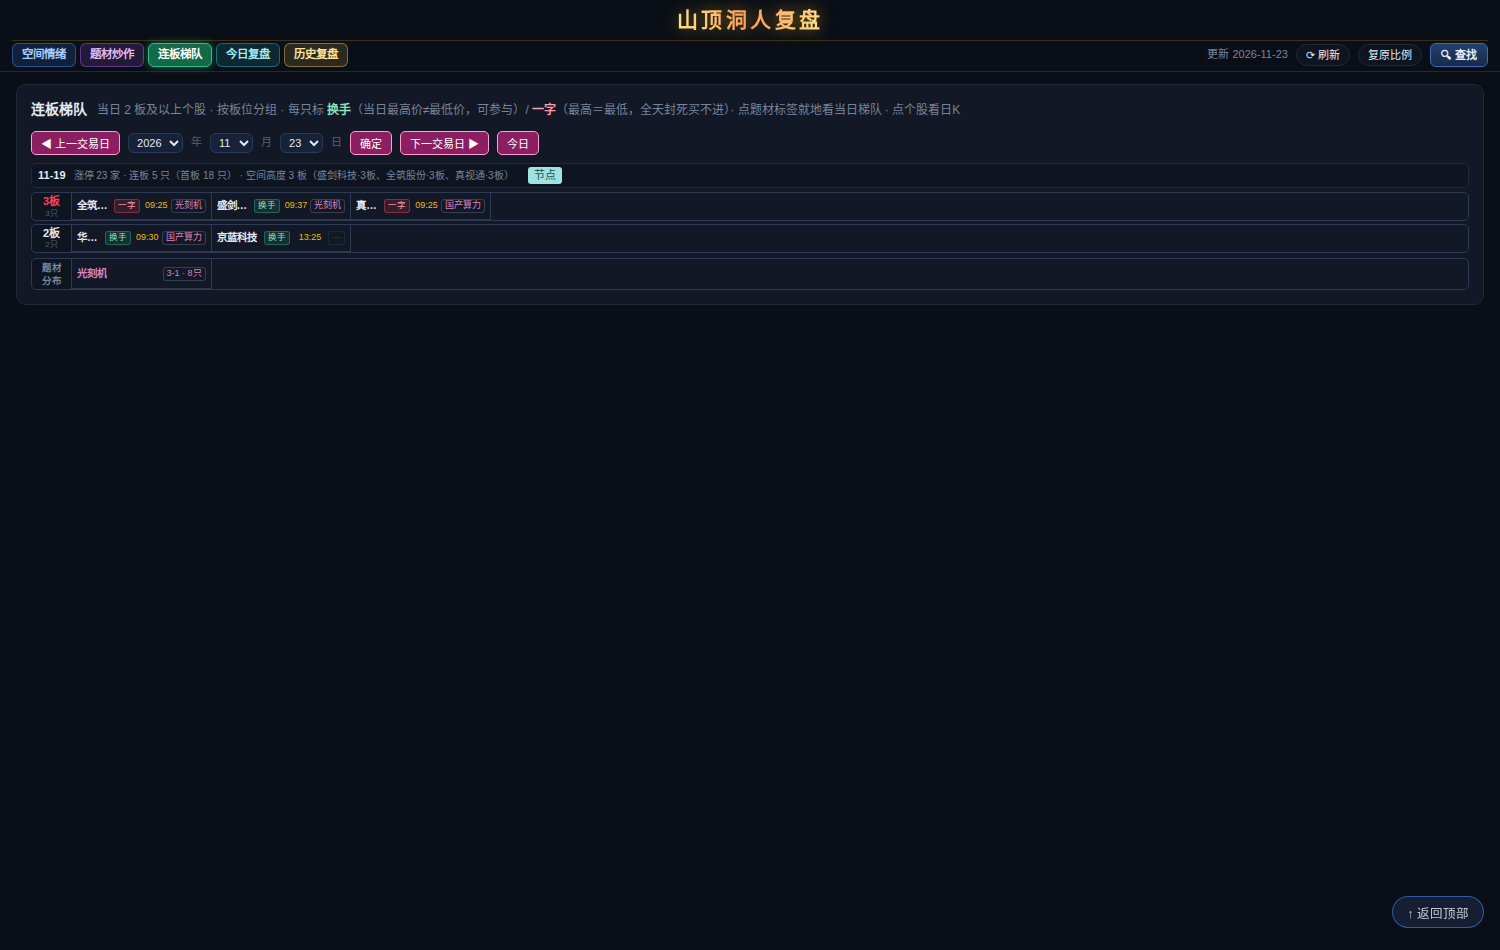 山顶洞人复盘
空间情绪 题材炒作 连板梯队 今日复盘 历史复盘 更新 2026-11-23 ⟳ 刷新 复原比例 🔍 查找
连板梯队 当日 2 板及以上个股 · 按板位分组 · 每只标 换手（当日最高价≠最低价，可参与）/ 一字（最高＝最低，全天封死买不进）· 点题材标签就地看当日梯队 · 点个股看日K
◀ 上一交易日 2026 年 11 月 23 日 确定 下一交易日 ▶ 今日
11-19 涨停 23 家 · 连板 5 只（首板 18 只） · 空间高度 3 板（盛剑科技·3板、全筑股份·3板、真视通·3板） 节点
3板 全筑... 一字 09:25 光刻机 盛剑... 换手 09:37 光刻机 真... 一字 09:25 国产算力
3只
2板 华... 换手 09:30 国产算力 京蓝科技 换手 13:25 —
2只
题材 光刻机 3-1 · 8只
分布
↑ 返回顶部